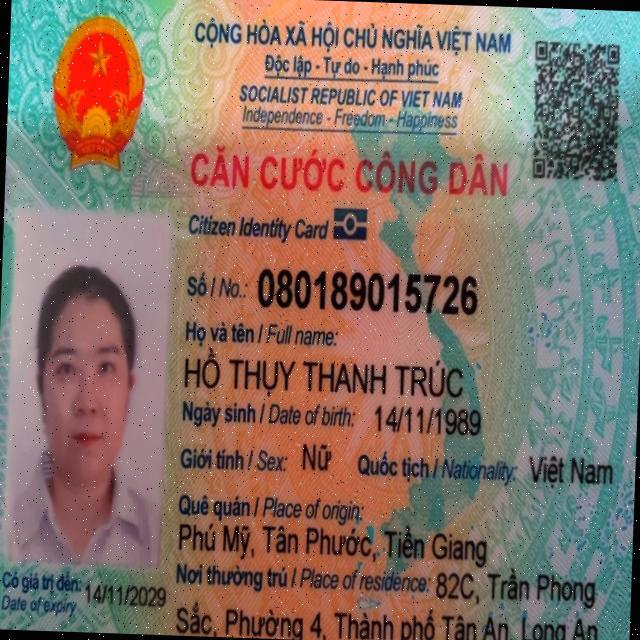 CỘNG HÒA XÃ HỘI CHỦ NGHĨA VIỆT NAM
Độc lập - Tự do - Hạnh phúc
SOCIALIST REPUBLIC OF VIET NAM
Independence - Freedom - Happiness
CĂN CƯỚC CÔNG DÂN
Citizen Identity Card
Số / No.: 080189015726
Họ và tên / Full name:
HỒ THỤY THANH TRÚC
Ngày sinh / Date of birth: 14/11/1989
Giới tính / Sex: Nữ Quốc tịch / Nationality: Việt Nam
Quê quán / Place of origin:
Phú Mỹ, Tân Phước, Tiền Giang
Nơi thường trú / Place of residence: 82C, Trần Phong
Sắc, Phường 4, Thành phố Tân An, Long An
Có giá trị đến: 14/11/2029
Date of expiry